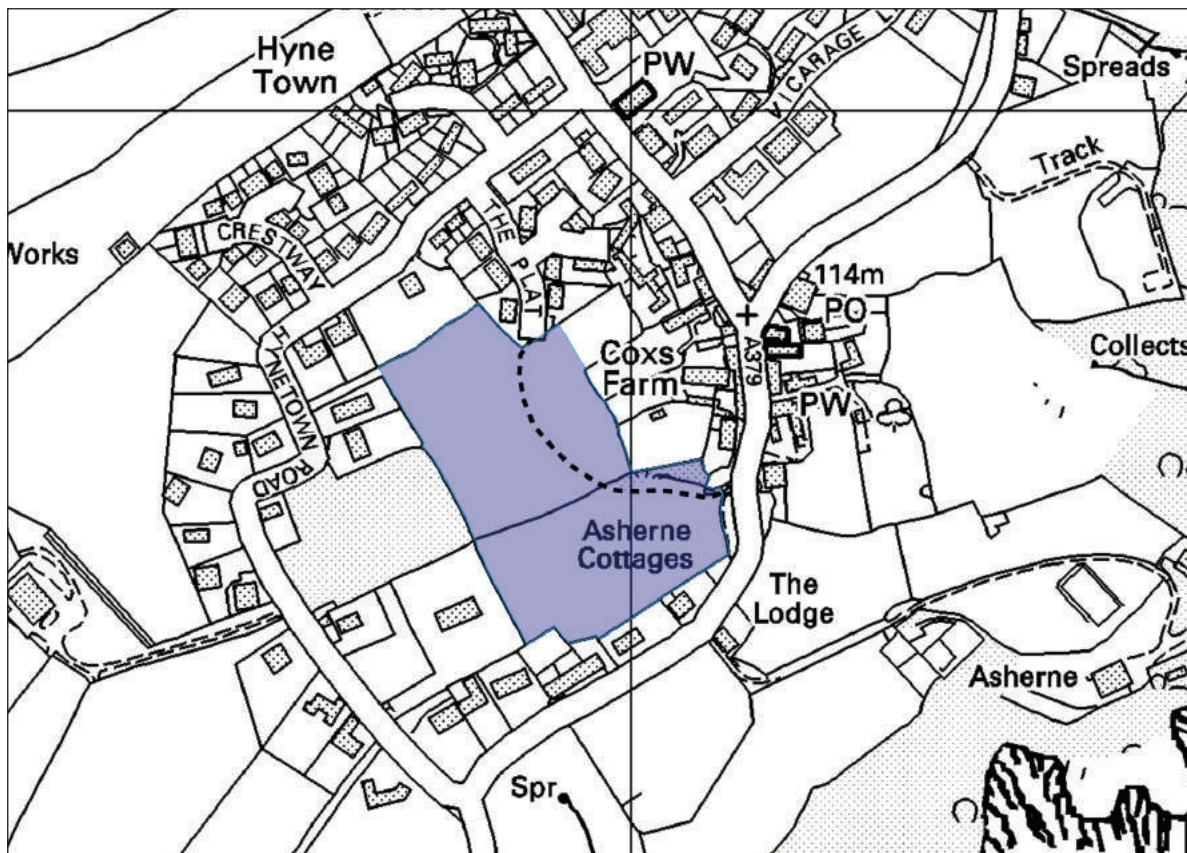 Hyne
Town
PW
VICARAGE
Spreads
Track
Works
CRESTWAY
THE PLAT
114m
PO
Coxs
Farm
A379
Collects
PW
HYNETOWN ROAD
Asherne
Cottages
The
Lodge
Asherne
Spr